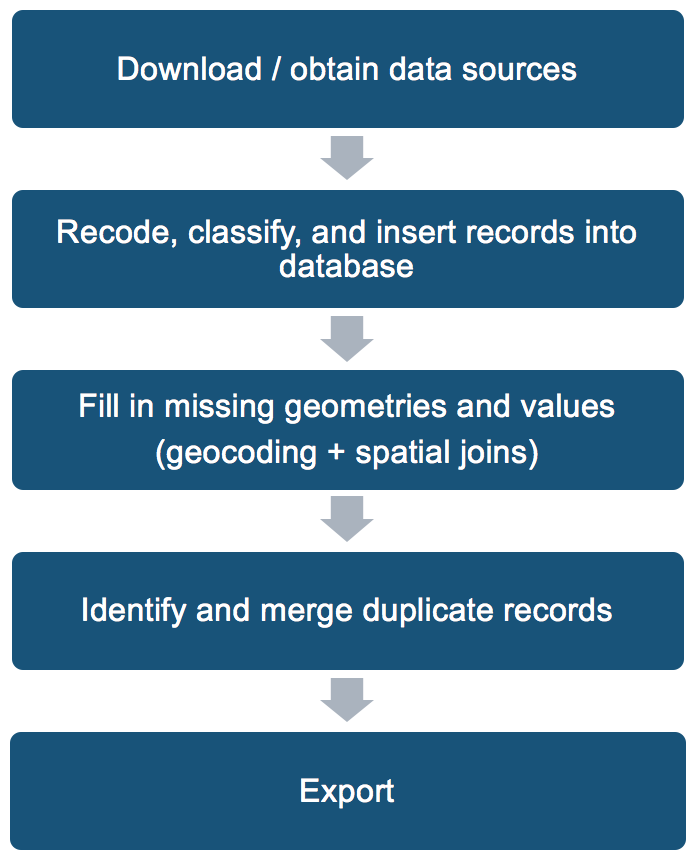 Download / obtain data sources
Recode, classify, and insert records into
database
Fill in missing geometries and values
(geocoding + spatial joins)
Identify and merge duplicate records
Export